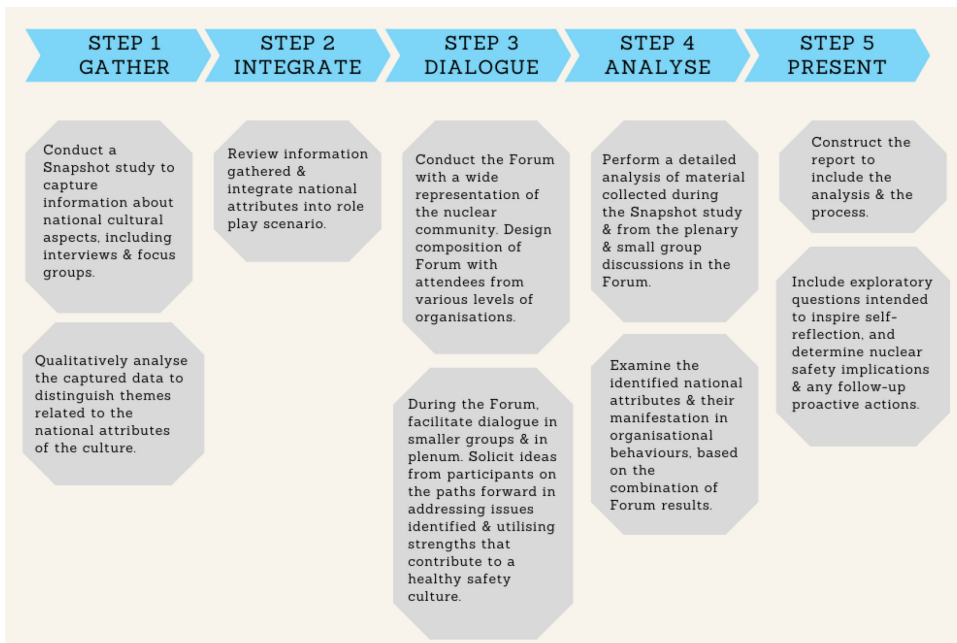 STEP 1
GATHER
STEP 2
INTEGRATE
STEP 3
DIALOGUE
STEP 4
ANALYSE
STEP 5
PRESENT
Conduct a
Snapshot study to
capture
information about
national cultural
aspects, including
interviews & focus
groups.
Qualitatively analyse
the captured data to
distinguish themes
related to the
national attributes
of the culture.
Review information
gathered &
integrate national
attributes into role
play scenario.
Conduct the Forum
with a wide
representation of
the nuclear
community. Design
composition of
Forum with
attendees from
various levels of
organisations.
During the Forum,
facilitate dialogue in
smaller groups & in
plenum. Solicit ideas
from participants on
the paths forward in
addressing issues
identified & utilising
strengths that
contribute to a
healthy safety
culture.
Perform a detailed
analysis of material
collected during
the Snapshot study
& from the plenary
& small group
discussions in the
Forum.
Examine the
identified national
attributes & their
manifestation in
organisational
behaviours, based
on the
combination of
Forum results.
Construct the
report to
include the
analysis & the
process.
Include exploratory
questions intended
to inspire self-
reflection, and
determine nuclear
safety implications
& any follow-up
proactive actions.